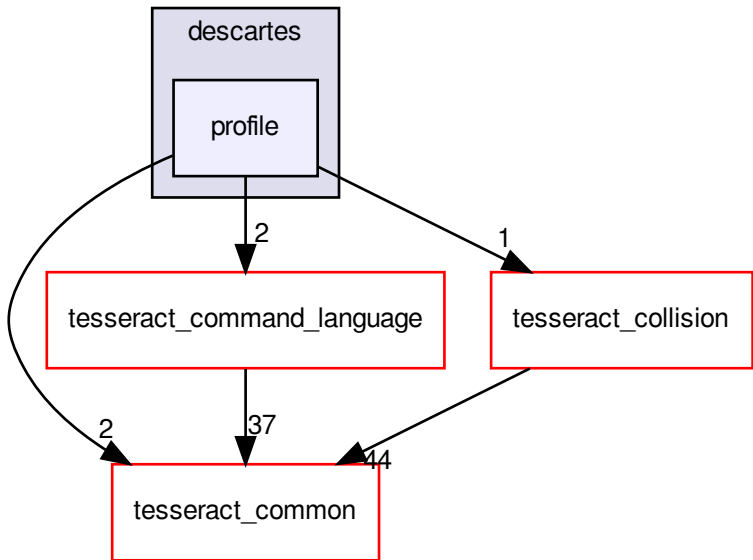 descartes
profile
2
1
tesseract_command_language
tesseract_collision
2
37
44
tesseract_common